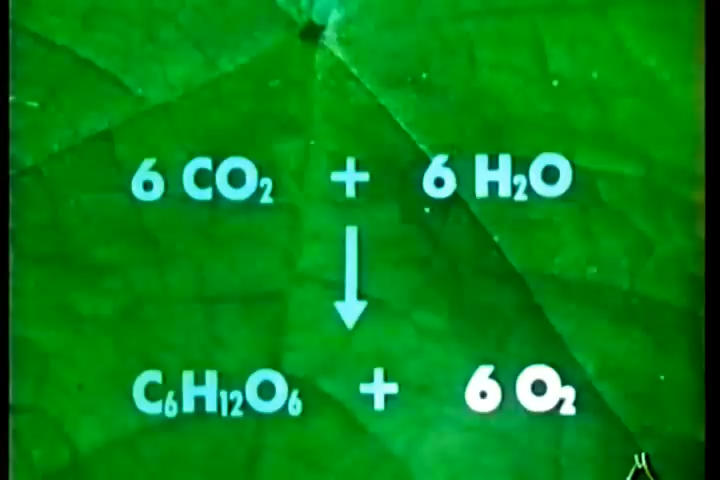 6 CO₂ + 6 H₂O
↓
C₆H₁₂O₆ + 6 O₂